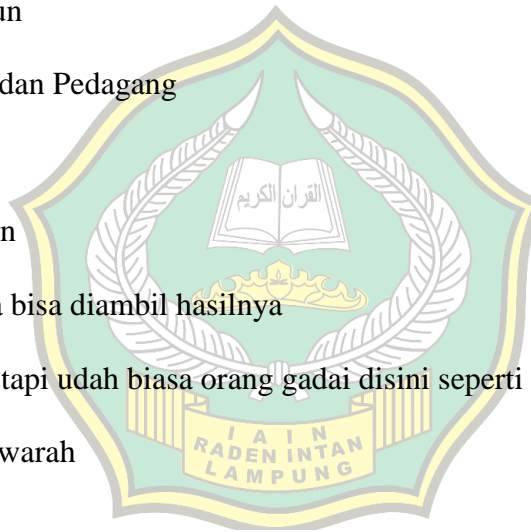 un
dan Pedagang
القران الكريم
n
a bisa diambil hasilnya
tapi udah biasa orang gadai disini seperti
I A I N
RADEN INTAN
LAMPUNG
warah